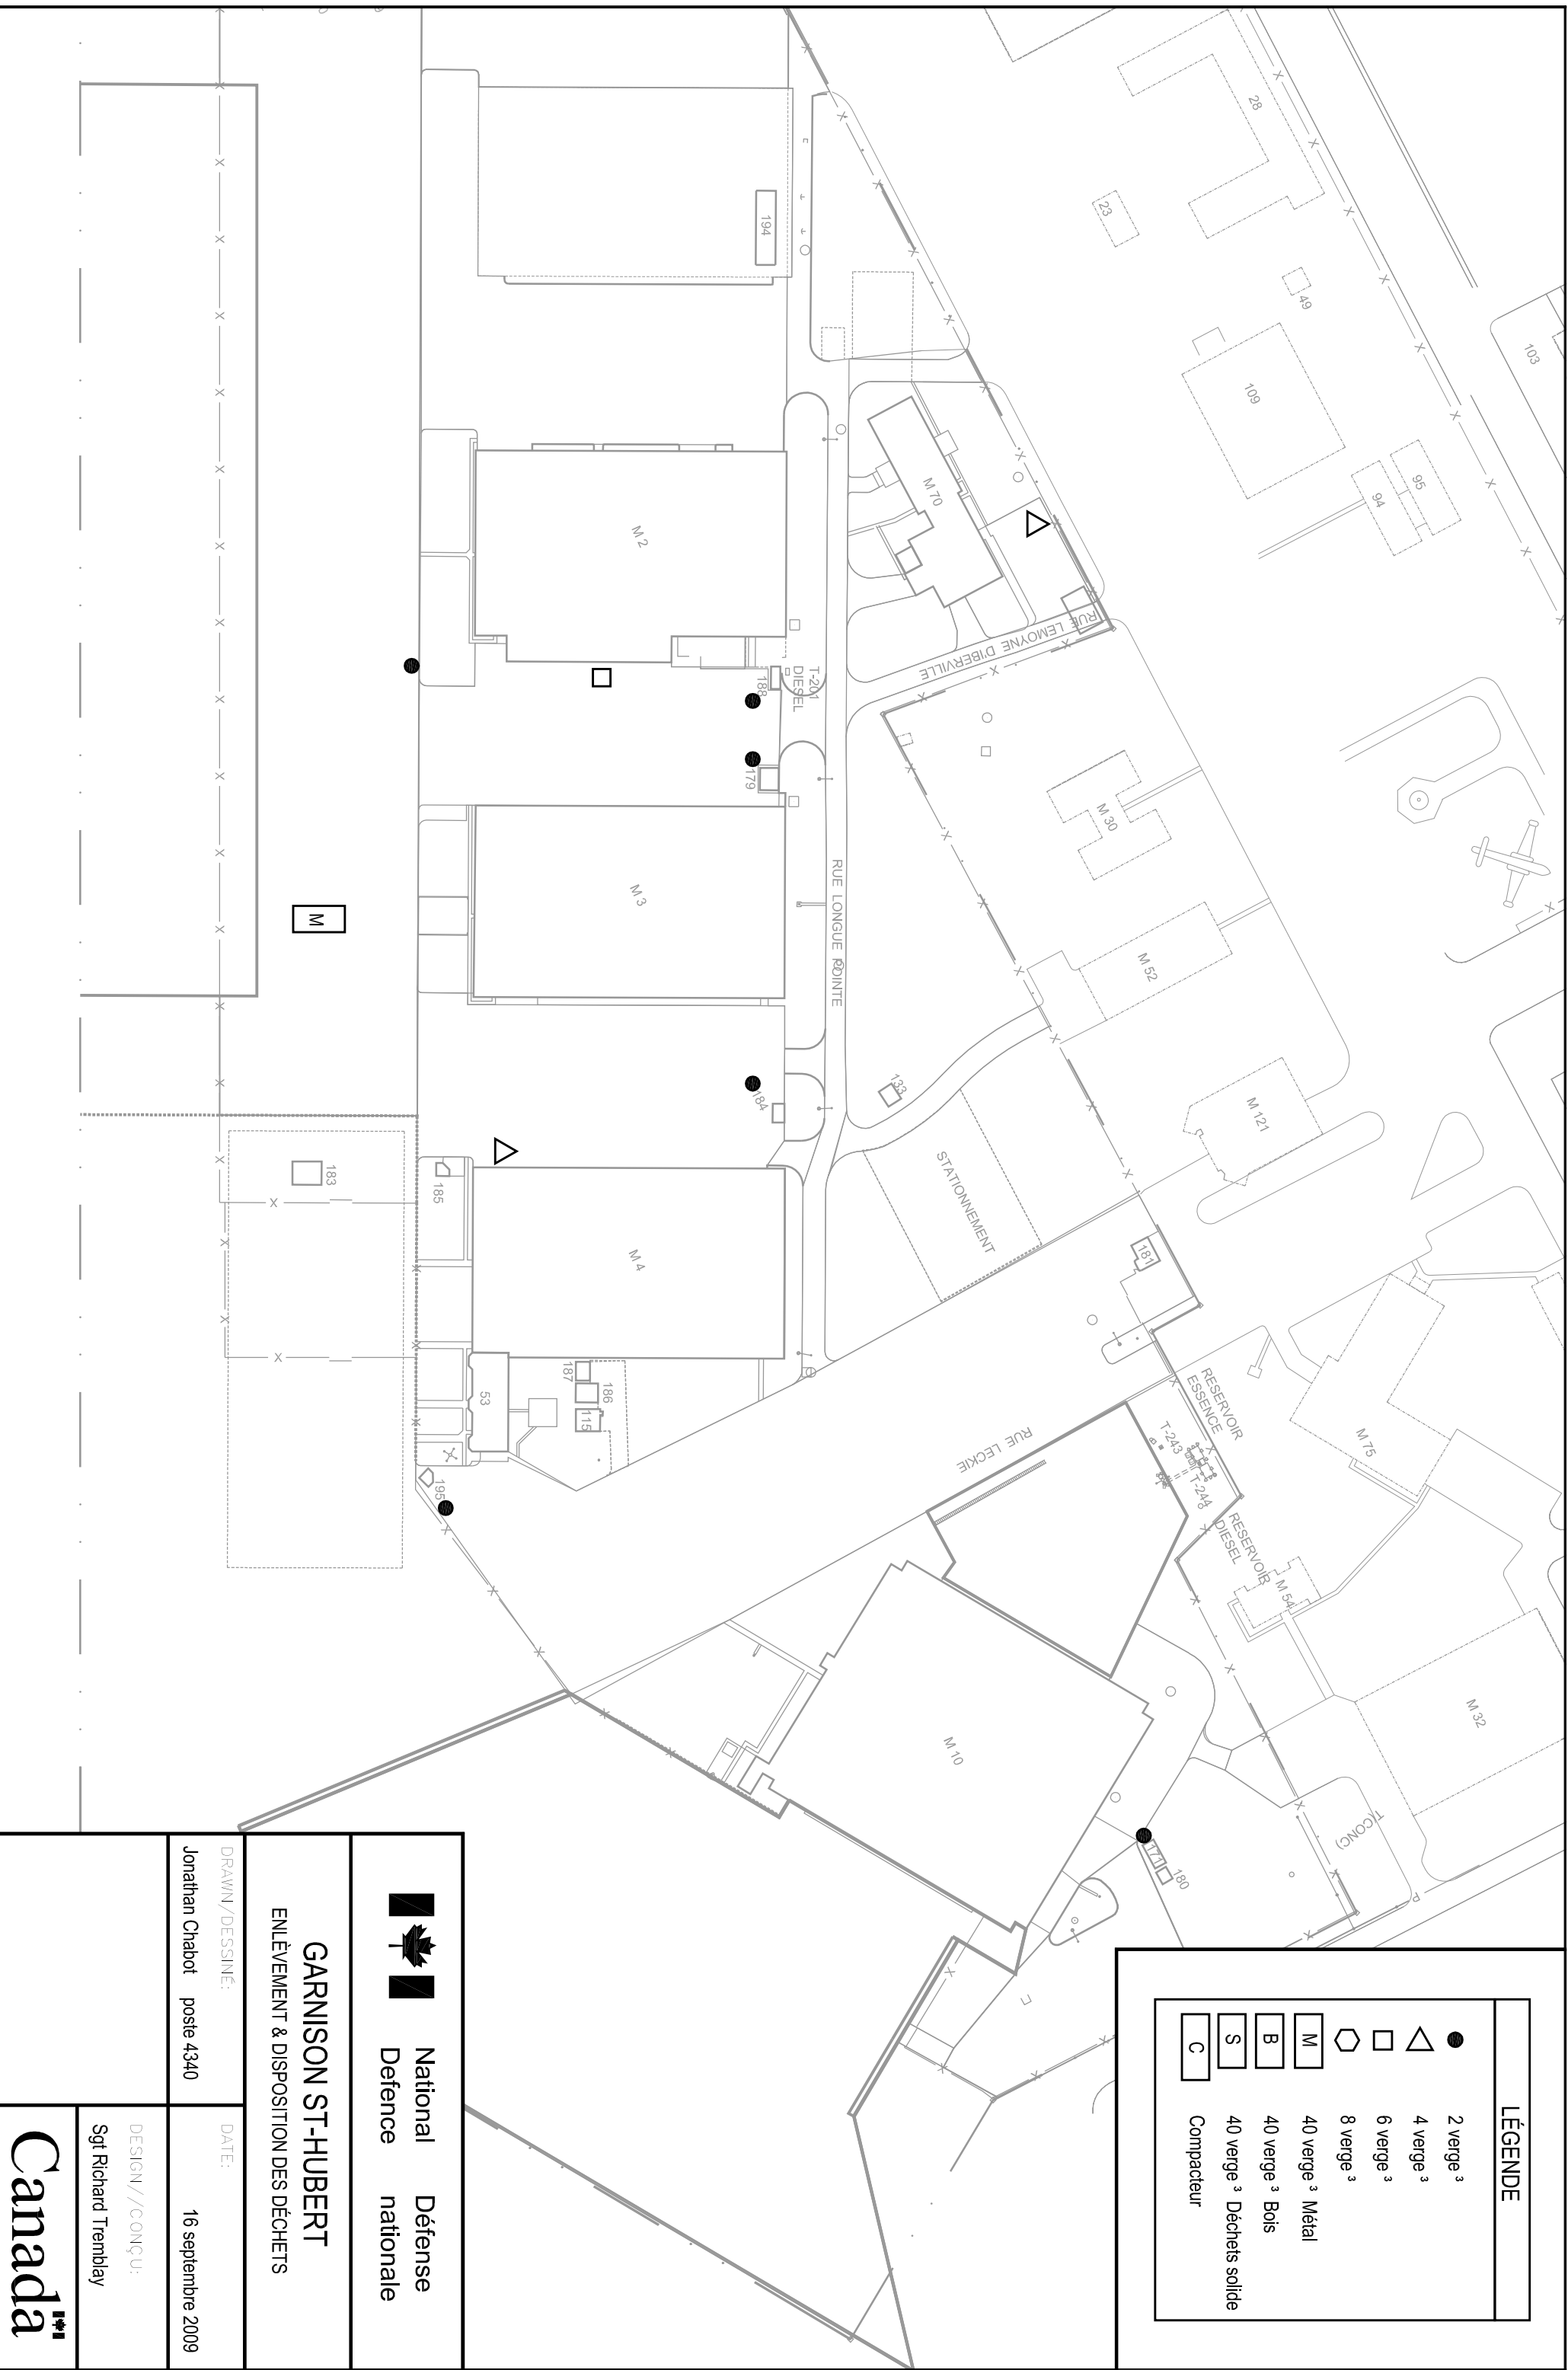 LÉGENDE
2 verge ³
4 verge ³
6 verge ³
8 verge ³
M 40 verge ³ Métal
B 40 verge ³ Bois
S 40 verge ³ Déchets solide
C Compacteur
28
23
49
103
109
95
94
194
M 70
M 2
RUE LEMOYNE D'IBERVILLE
T-201
DIESEL
188
179
M 30
M 3
RUE LONGUE POINTE
M 52
M
133
184
M 121
STATIONNEMENT
183
185
M 4
181
RESERVOIR
ESSENCE
M 75
T-243
T-244
RESERVOIR
DIESEL
M 54
RUE LECKIE
187
186
115
53
195
M 32
M 10
T(CONC)
171
180
National
Defence
Défense
nationale
GARNISON ST-HUBERT
ENLÈVEMENT & DISPOSITION DES DÉCHETS
DRAWN/DESSINÉ:
Jonathan Chabot poste 4340
DATE:
16 septembre 2009
DESIGN//CONÇU:
Sgt Richard Tremblay
Canada